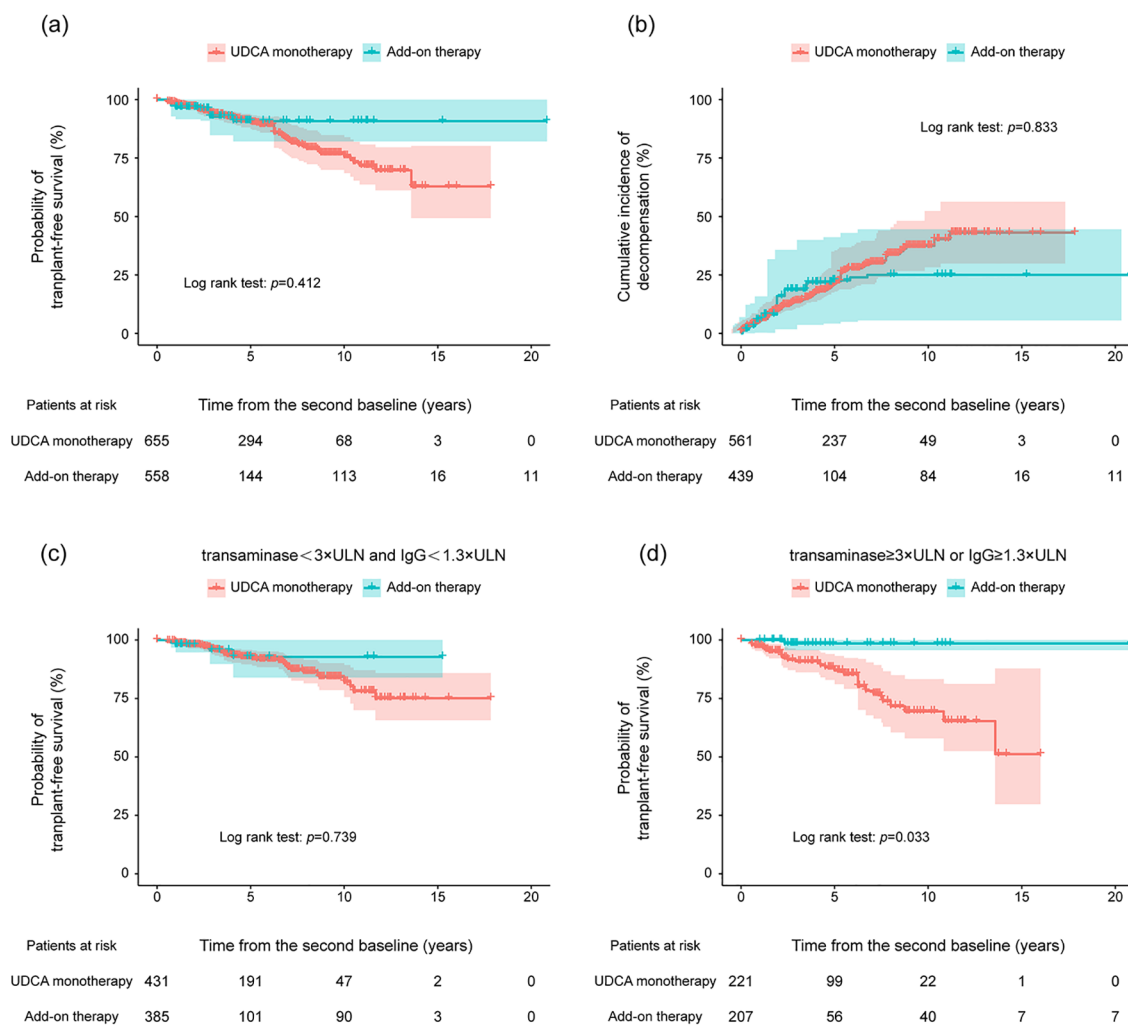 (a)
UDCA monotherapy Add-on therapy
100
75
50
25
0
Probability of
tranplant-free survival (%)
Log rank test: p=0.412
0 5 10 15 20
Patients at risk Time from the second baseline (years)
UDCA monotherapy 655 294 68 3 0
Add-on therapy 558 144 113 16 11
(b)
UDCA monotherapy Add-on therapy
100
75
50
25
0
Cumulative incidence of
decompensation (%)
Log rank test: p=0.833
0 5 10 15 20
Patients at risk Time from the second baseline (years)
UDCA monotherapy 561 237 49 3 0
Add-on therapy 439 104 84 16 11
(c)
transaminase<3×ULN and IgG<1.3×ULN
UDCA monotherapy Add-on therapy
100
75
50
25
0
Probability of
tranplant-free survival (%)
Log rank test: p=0.739
0 5 10 15 20
Patients at risk Time from the second baseline (years)
UDCA monotherapy 431 191 47 2 0
Add-on therapy 385 101 90 3 0
(d)
transaminase≥3×ULN or IgG≥1.3×ULN
UDCA monotherapy Add-on therapy
100
75
50
25
0
Probability of
tranplant-free survival (%)
Log rank test: p=0.033
0 5 10 15 20
Patients at risk Time from the second baseline (years)
UDCA monotherapy 221 99 22 1 0
Add-on therapy 207 56 40 7 7